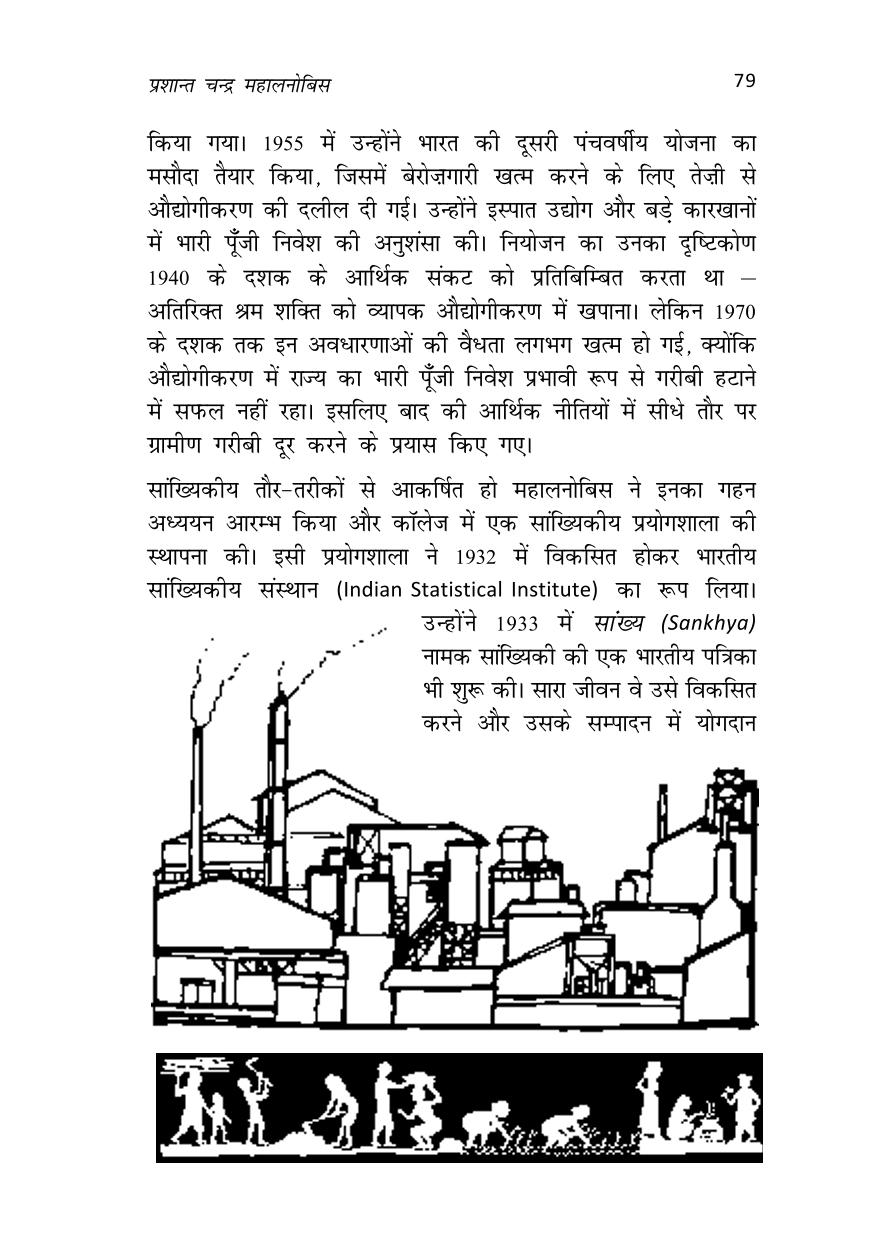 प्रशान्त चन्द्र महालनोबिस 79
किया गया। 1955 में उन्होंने भारत की दूसरी पंचवर्षीय योजना का
मसौदा तैयार किया, जिसमें बेरोज़गारी खत्म करने के लिए तेज़ी से
औद्योगीकरण की दलील दी गई। उन्होंने इस्पात उद्योग और बड़े कारखानों
में भारी पूँजी निवेश की अनुशंसा की। नियोजन का उनका दृष्टिकोण
1940 के दशक के आर्थिक संकट को प्रतिबिम्बित करता था –
अतिरिक्त श्रम शक्ति को व्यापक औद्योगीकरण में खपाना। लेकिन 1970
के दशक तक इन अवधारणाओं की वैधता लगभग खत्म हो गई, क्योंकि
औद्योगीकरण में राज्य का भारी पूँजी निवेश प्रभावी रूप से गरीबी हटाने
में सफल नहीं रहा। इसलिए बाद की आर्थिक नीतियों में सीधे तौर पर
ग्रामीण गरीबी दूर करने के प्रयास किए गए।
सांख्यिकीय तौर-तरीकों से आकर्षित हो महालनोबिस ने इनका गहन
अध्ययन आरम्भ किया और कॉलेज में एक सांख्यिकीय प्रयोगशाला की
स्थापना की। इसी प्रयोगशाला ने 1932 में विकसित होकर भारतीय
सांख्यिकीय संस्थान (Indian Statistical Institute) का रूप लिया।
उन्होंने 1933 में सांख्य (Sankhya)
नामक सांख्यिकी की एक भारतीय पत्रिका
भी शुरू की। सारा जीवन वे उसे विकसित
करने और उसके सम्पादन में योगदान